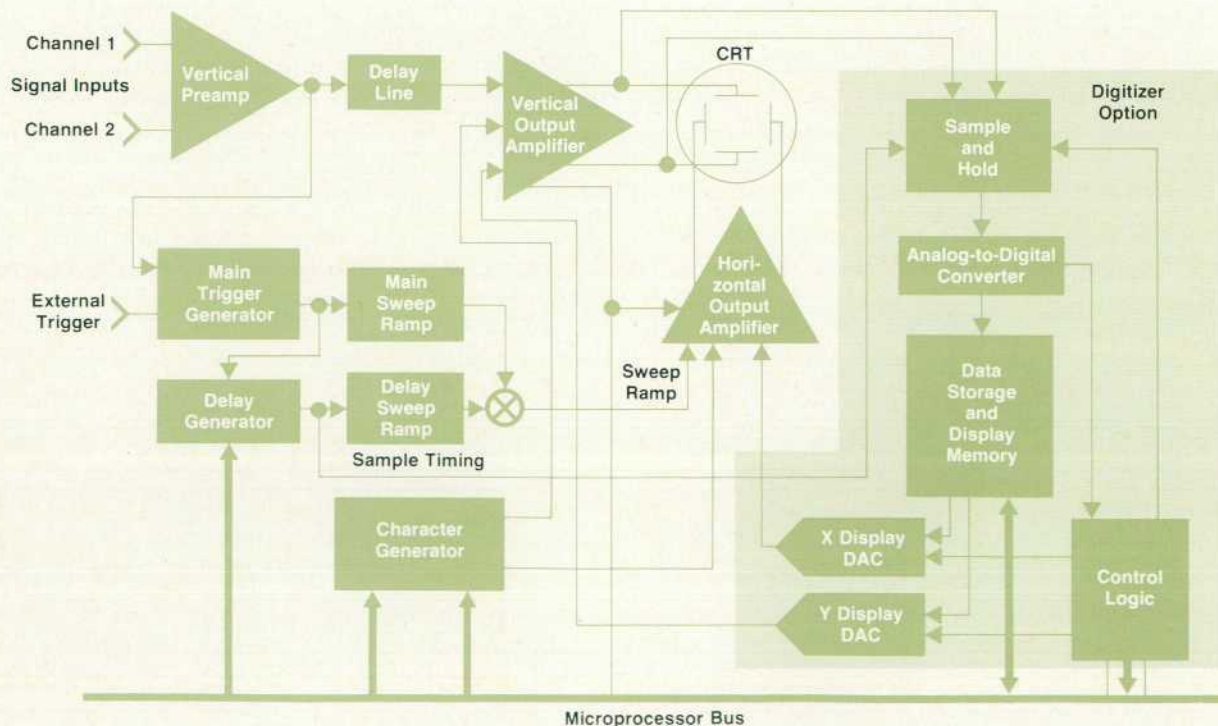 Channel 1
Signal Inputs
Channel 2
Vertical
Preamp
Delay
Line
Vertical
Output
Amplifier
CRT
Digitizer
Option
Sample
and
Hold
Analog-to-Digital
Converter
Main
Trigger
Generator
External
Trigger
Main
Sweep
Ramp
Hori-
zontal
Output
Amplifier
Sweep
Ramp
Delay
Generator
Delay
Sweep
Ramp
Sample Timing
Data
Storage
and
Display
Memory
Character
Generator
X Display
DAC
Y Display
DAC
Control
Logic
Microprocessor Bus